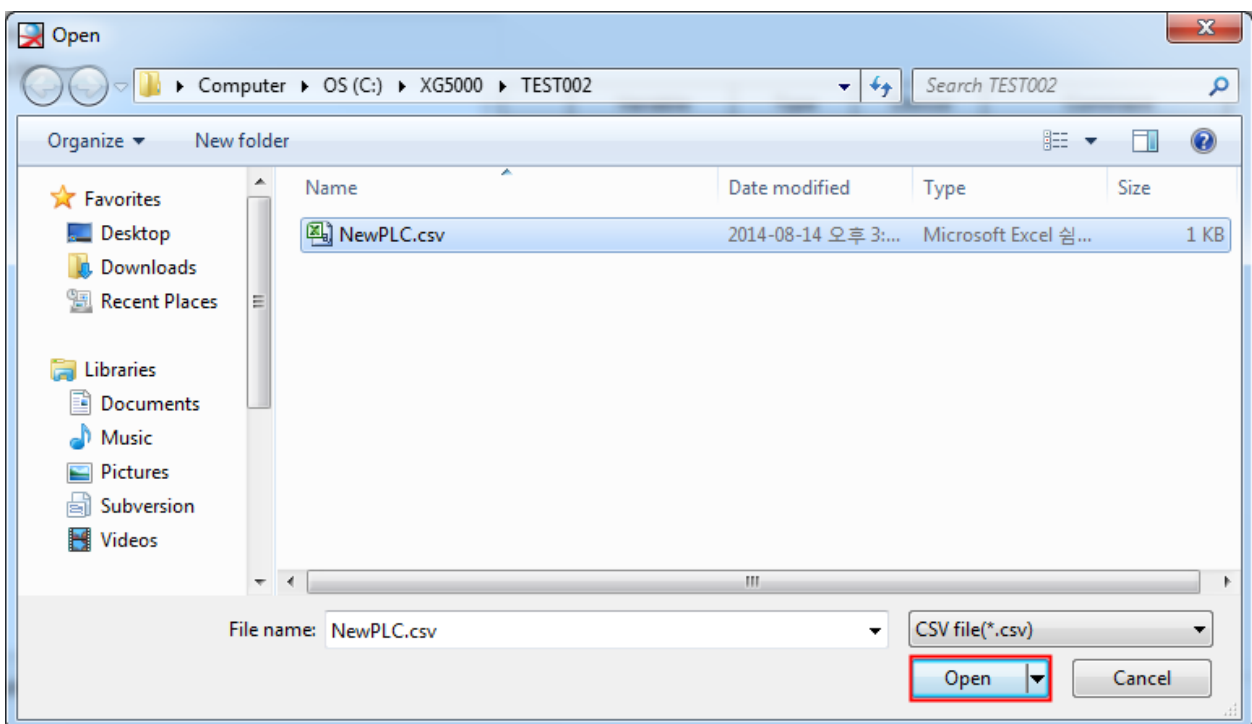 Open
Computer OS (C:) XG5000 TEST002 Search TEST002
Organize New folder
Name Date modified Type Size
NewPLC.csv 2014-08-14 오후 3:... Microsoft Excel 쉼... 1 KB
Favorites
Desktop
Downloads
Recent Places
Libraries
Documents
Music
Pictures
Subversion
Videos
File name: NewPLC.csv CSV file(*.csv)
Open Cancel